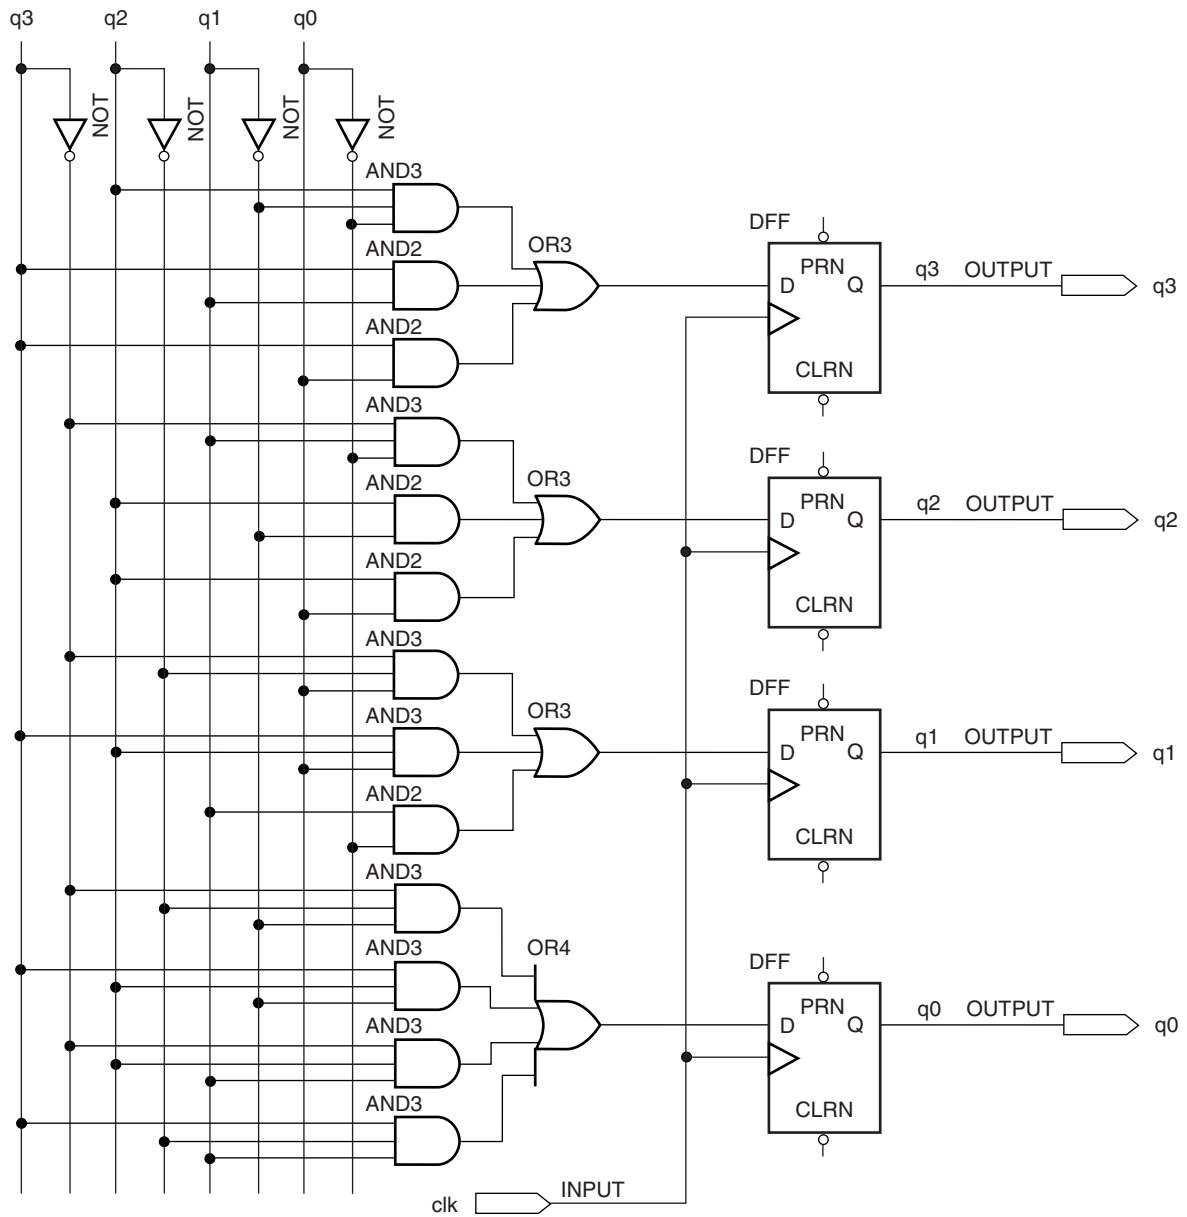 q3 q2 q1 q0
NOT NOT NOT NOT
AND3
AND2
OR3
AND2
DFF
PRN
D Q
CLRN
q3 OUTPUT q3
AND3
AND2
OR3
AND2
DFF
PRN
D Q
CLRN
q2 OUTPUT q2
AND3
AND3
OR3
AND2
DFF
PRN
D Q
CLRN
q1 OUTPUT q1
AND3
AND3
OR4
AND3
AND3
DFF
PRN
D Q
CLRN
q0 OUTPUT q0
clk INPUT